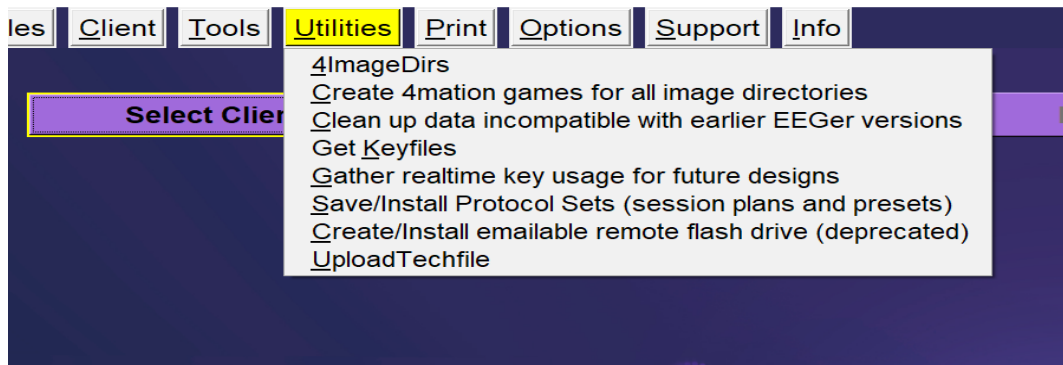 les Client Tools Utilities Print Options Support Info
4ImageDirs
Create 4mation games for all image directories
Select Clien
Clean up data incompatible with earlier EEGer versions
Get Keyfiles
Gather realtime key usage for future designs
Save/Install Protocol Sets (session plans and presets)
Create/Install emailable remote flash drive (deprecated)
UploadTechfile